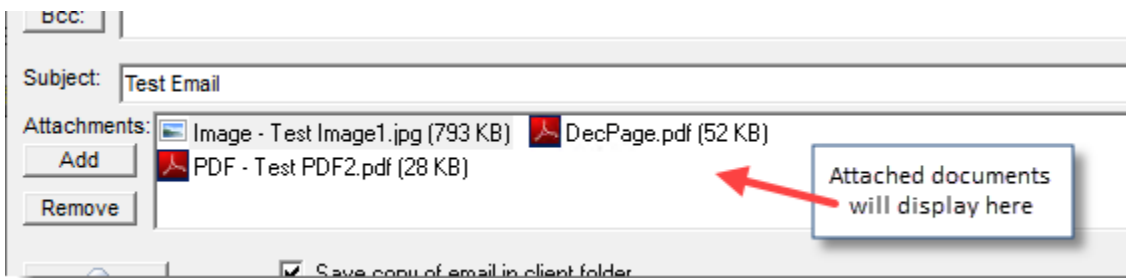 Bcc:
Subject: Test Email
Attachments: Image - Test Image1.jpg (793 KB) DecPage.pdf (52 KB)
Add PDF - Test PDF2.pdf (28 KB)
Remove
Attached documents
will display here
Save copy of email in client folder